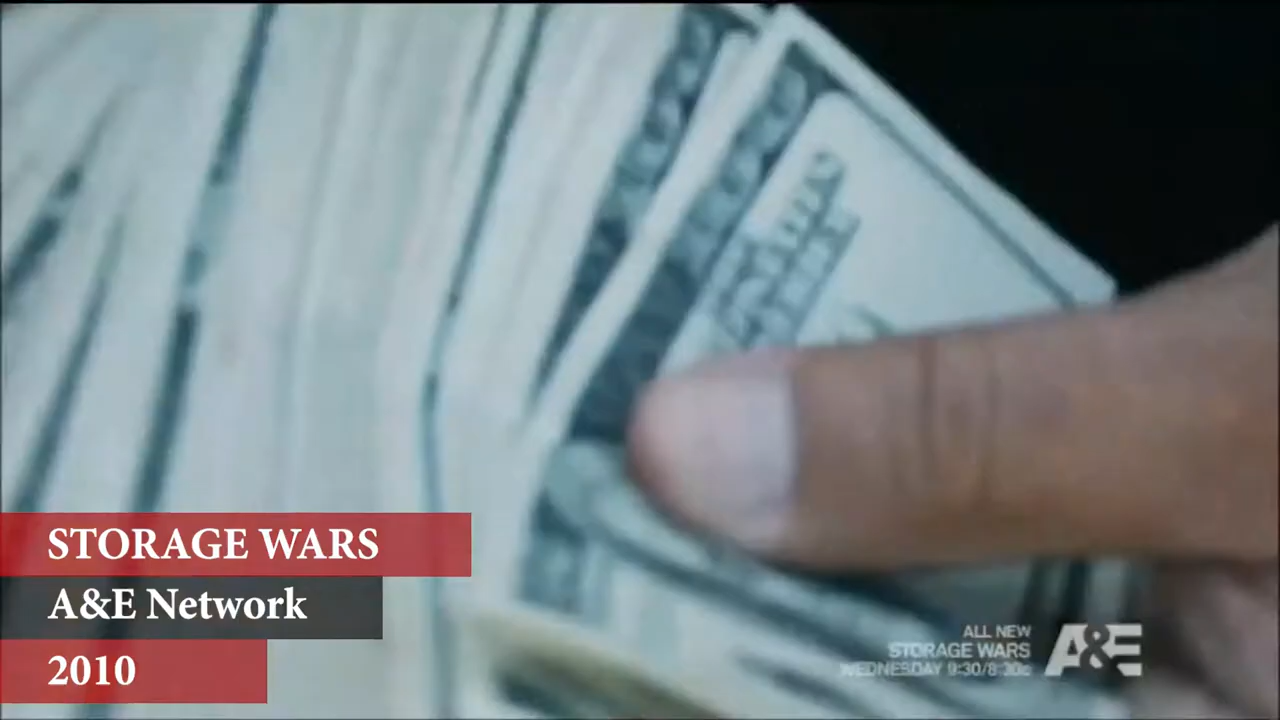 STORAGE WARS
A&E Network
2010
ALL NEW
STORAGE WARS
WEDNESDAY 9:30/8:30c
A&E